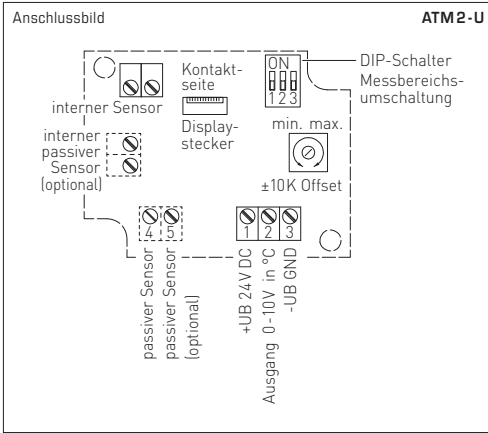 Anschlussbild
ATM 2 - U
ON
1 2 3
DIP-Schalter
Messbereichs-
umschaltung
Kontakt-
seite
Display-
stecker
interner Sensor
interner
passiver
Sensor
(optional)
min. max.
±10K Offset
4 5
1 2 3
passiver Sensor
passiver Sensor
(optional)
+UB 24V DC
Ausgang 0-10V in °C
-UB GND